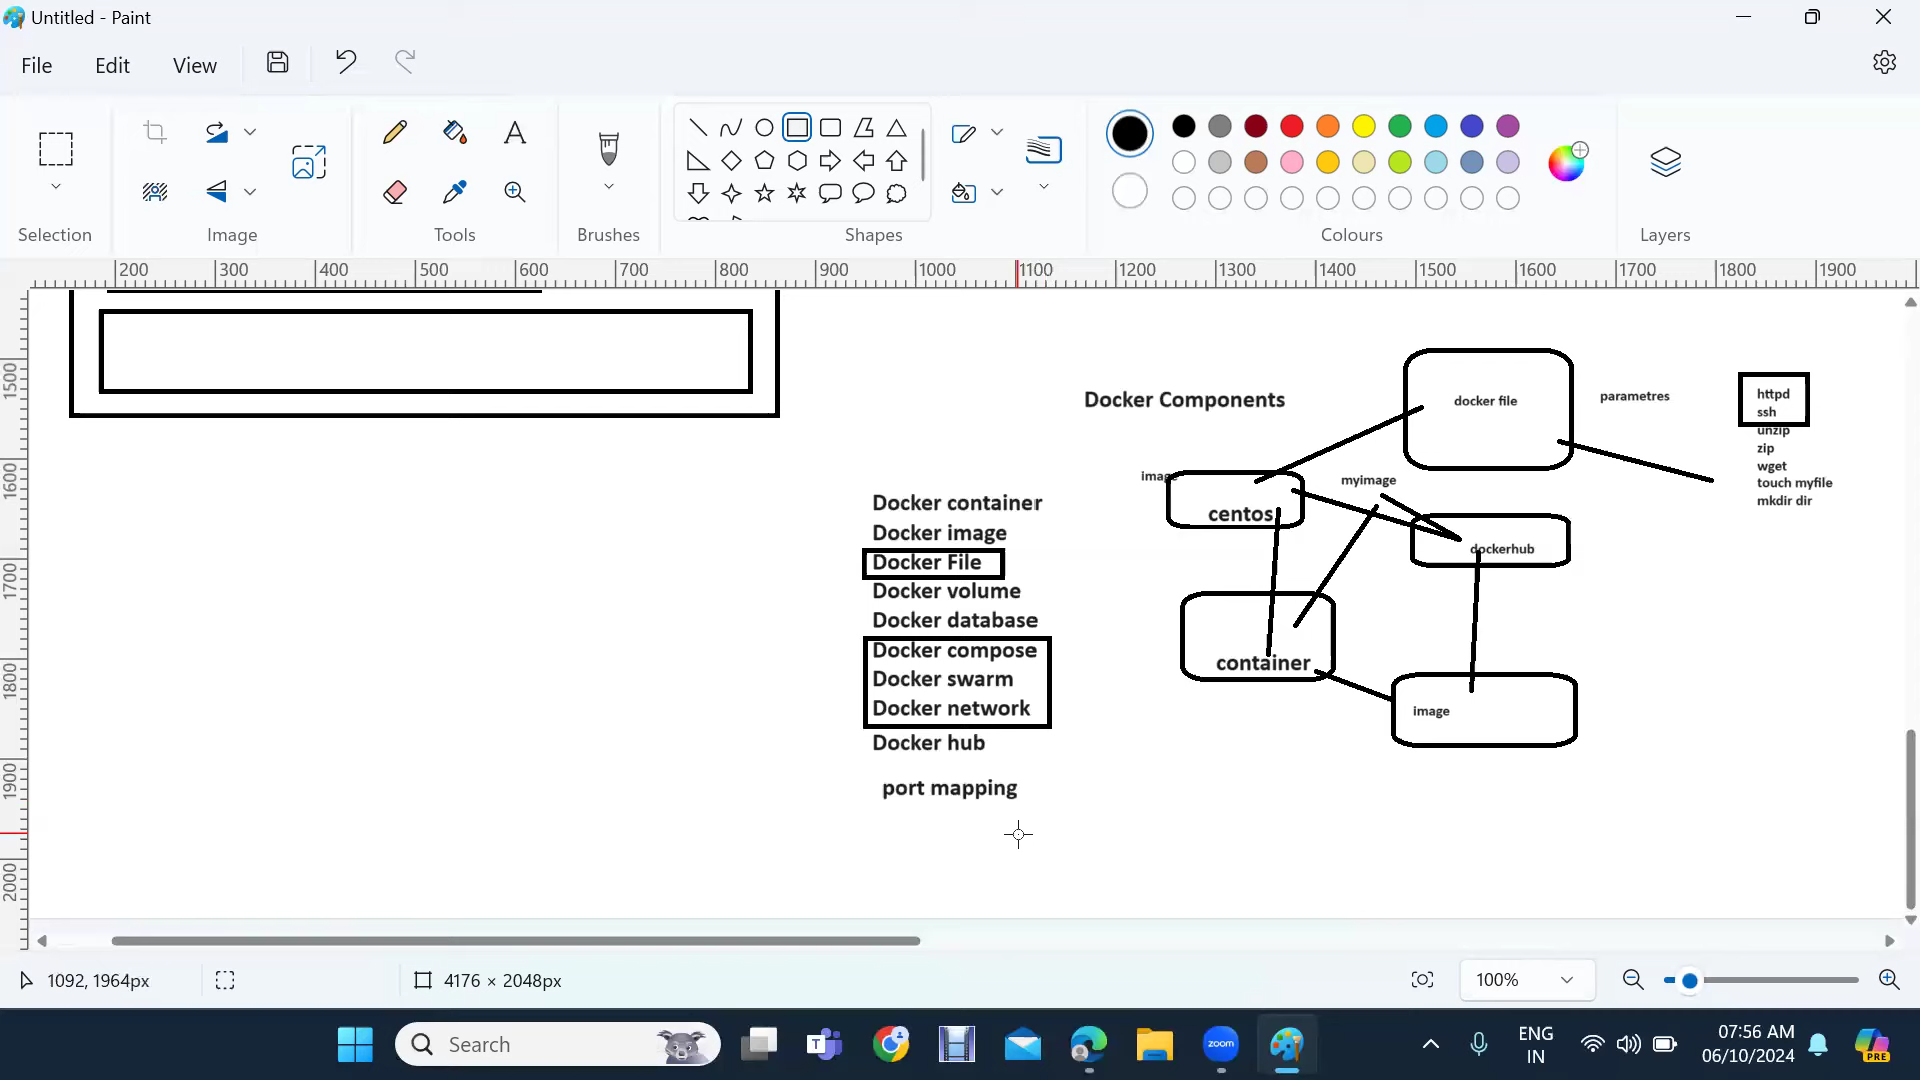 Untitled - Paint
File Edit View
Selection Image Tools Brushes Shapes Colours Layers
200 300 400 500 600 700 800 900 1000 1100 1200 1300 1400 1500 1600 1700 1800 1900
1500
1600
1700
1800
1900
2000
Docker Components
docker file
parametres
httpd
ssh
unzip
zip
wget
touch myfile
mkdir dir
image
myimage
centos
dockerhub
container
image
Docker container
Docker image
Docker File
Docker volume
Docker database
Docker compose
Docker swarm
Docker network
Docker hub
port mapping
1092, 1964px 4176 × 2048px 100%
Search
zoom
ENG
IN
07:56 AM
06/10/2024
PRE